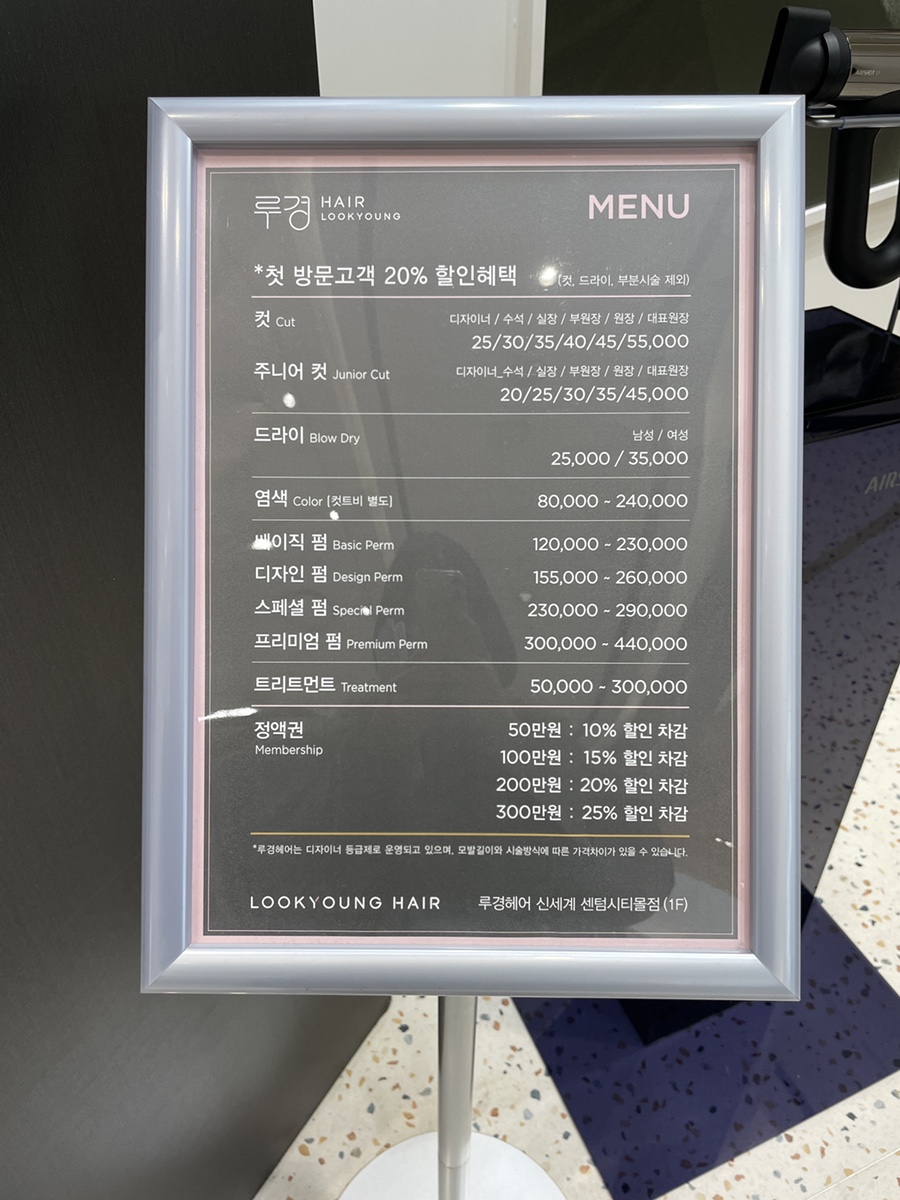 루경 HAIR
LOOKYOUNG
MENU
*첫 방문고객 20% 할인혜택 (컷, 드라이, 부분시술 제외)
컷 Cut 디자이너 / 수석 / 실장 / 부원장 / 원장 / 대표원장
25/30/35/40/45/55,000
주니어 컷 Junior Cut 디자이너_수석 / 실장 / 부원장 / 원장 / 대표원장
20/25/30/35/45,000
드라이 Blow Dry 남성 / 여성
25,000 / 35,000
염색 Color [컷트비 별도] 80,000 ~ 240,000
베이직 펌 Basic Perm 120,000 ~ 230,000
디자인 펌 Design Perm 155,000 ~ 260,000
스페셜 펌 Special Perm 230,000 ~ 290,000
프리미엄 펌 Premium Perm 300,000 ~ 440,000
트리트먼트 Treatment 50,000 ~ 300,000
정액권 50만원 : 10% 할인 차감
Membership
100만원 : 15% 할인 차감
200만원 : 20% 할인 차감
300만원 : 25% 할인 차감
*루경헤어는 디자이너 등급제로 운영되고 있으며, 모발길이와 시술방식에 따른 가격차이가 있을 수 있습니다.
LOOKYOUNG HAIR 루경헤어 신세계 센텀시티몰점 (1F)